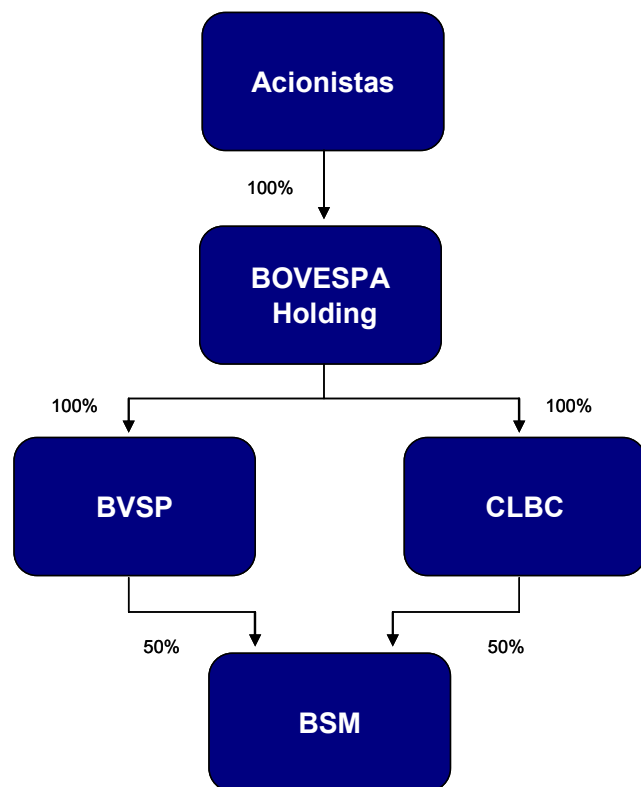 Acionistas
100%
BOVESPA
Holding
100%
100%
BVSP
CLBC
50%
50%
BSM